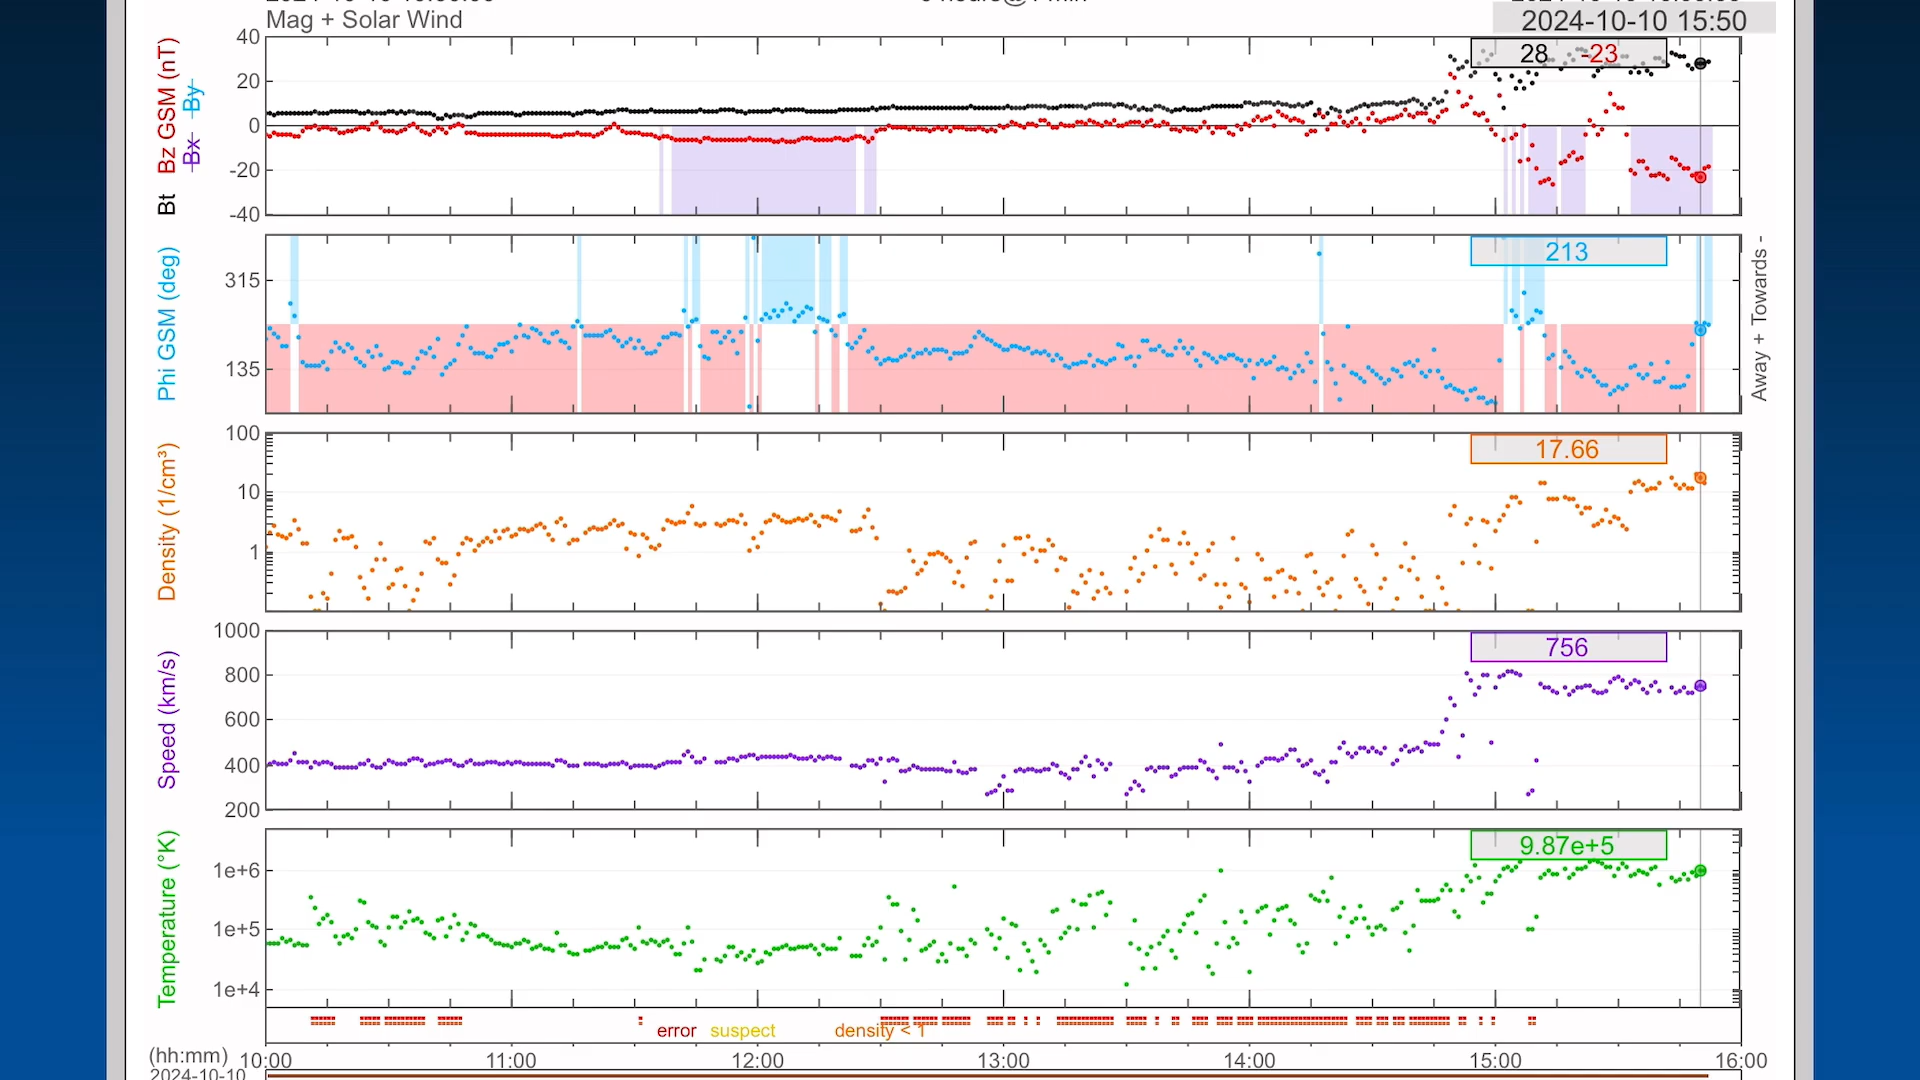 Mag + Solar Wind
2024-10-10 15:50
Bt Bz GSM (nT)
Bx By
40
20
0
-20
-40
28 -23
Phi GSM (deg)
315
135
213
Away + Towards -
Density (1/cm³)
100
10
1
17.66
Speed (km/s)
1000
800
600
400
200
756
Temperature (°K)
1e+6
1e+5
1e+4
9.87e+5
error suspect density < 1
(hh:mm) 10:00 11:00 12:00 13:00 14:00 15:00 16:00
2024-10-10